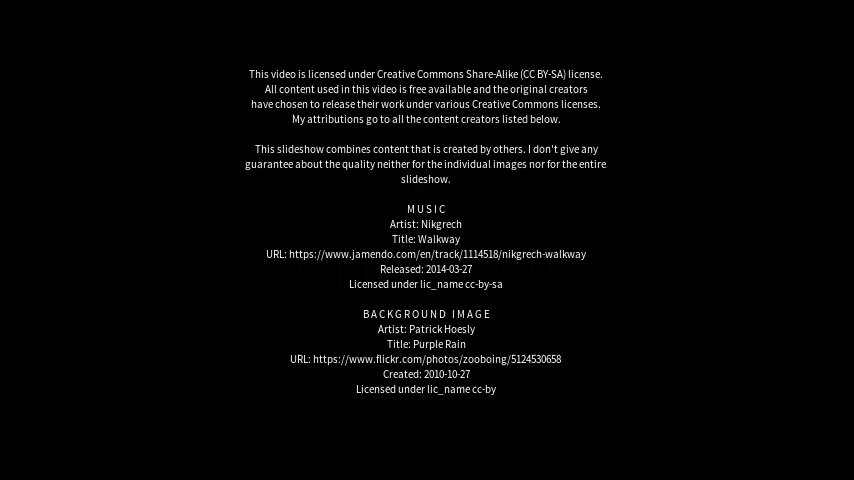 This video is licensed under Creative Commons Share-Alike (CC BY-SA) license.
All content used in this video is free available and the original creators
have chosen to release their work under various Creative Commons licenses.
My attributions go to all the content creators listed below.
This slideshow combines content that is created by others. I don't give any
guarantee about the quality neither for the individual images nor for the entire
slideshow.
MUSIC
Artist: Nikgrech
Title: Walkway
URL: https://www.jamendo.com/en/track/1114518/nikgrech-walkway
Released: 2014-03-27
Licensed under lic_name cc-by-sa
BACKGROUND IMAGE
Artist: Patrick Hoesly
Title: Purple Rain
URL: https://www.flickr.com/photos/zooboing/5124530658
Created: 2010-10-27
Licensed under lic_name cc-by